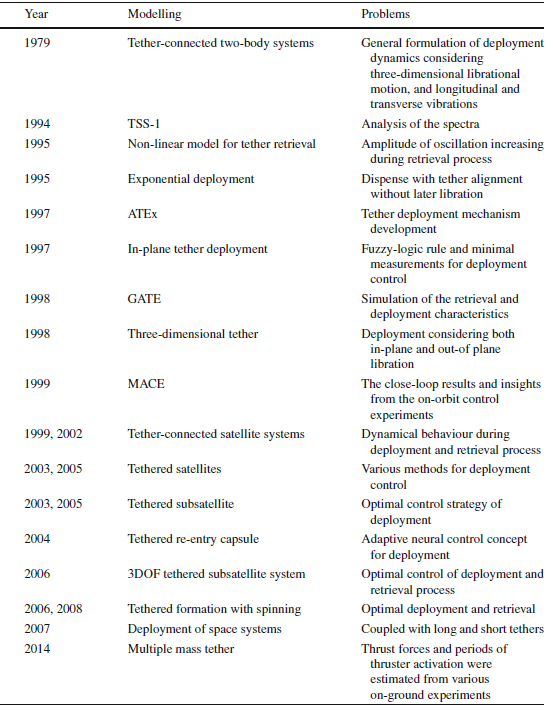 Year Modelling Problems
1979 Tether-connected two-body systems General formulation of deployment
dynamics considering
three-dimensional librational
motion, and longitudinal and
transverse vibrations
1994 TSS-1 Analysis of the spectra
1995 Non-linear model for tether retrieval Amplitude of oscillation increasing
during retrieval process
1995 Exponential deployment Dispense with tether alignment
without later libration
1997 ATEx Tether deployment mechanism
development
1997 In-plane tether deployment Fuzzy-logic rule and minimal
measurements for deployment
control
1998 GATE Simulation of the retrieval and
deployment characteristics
1998 Three-dimensional tether Deployment considering both
in-plane and out-of plane
libration
1999 MACE The close-loop results and insights
from the on-orbit control
experiments
1999, 2002 Tether-connected satellite systems Dynamical behaviour during
deployment and retrieval process
2003, 2005 Tethered satellites Various methods for deployment
control
2003, 2005 Tethered subsatellite Optimal control strategy of
deployment
2004 Tethered re-entry capsule Adaptive neural control concept
for deployment
2006 3DOF tethered subsatellite system Optimal control of deployment and
retrieval process
2006, 2008 Tethered formation with spinning Optimal deployment and retrieval
2007 Deployment of space systems Coupled with long and short tethers
2014 Multiple mass tether Thrust forces and periods of
thruster activation were
estimated from various
on-ground experiments